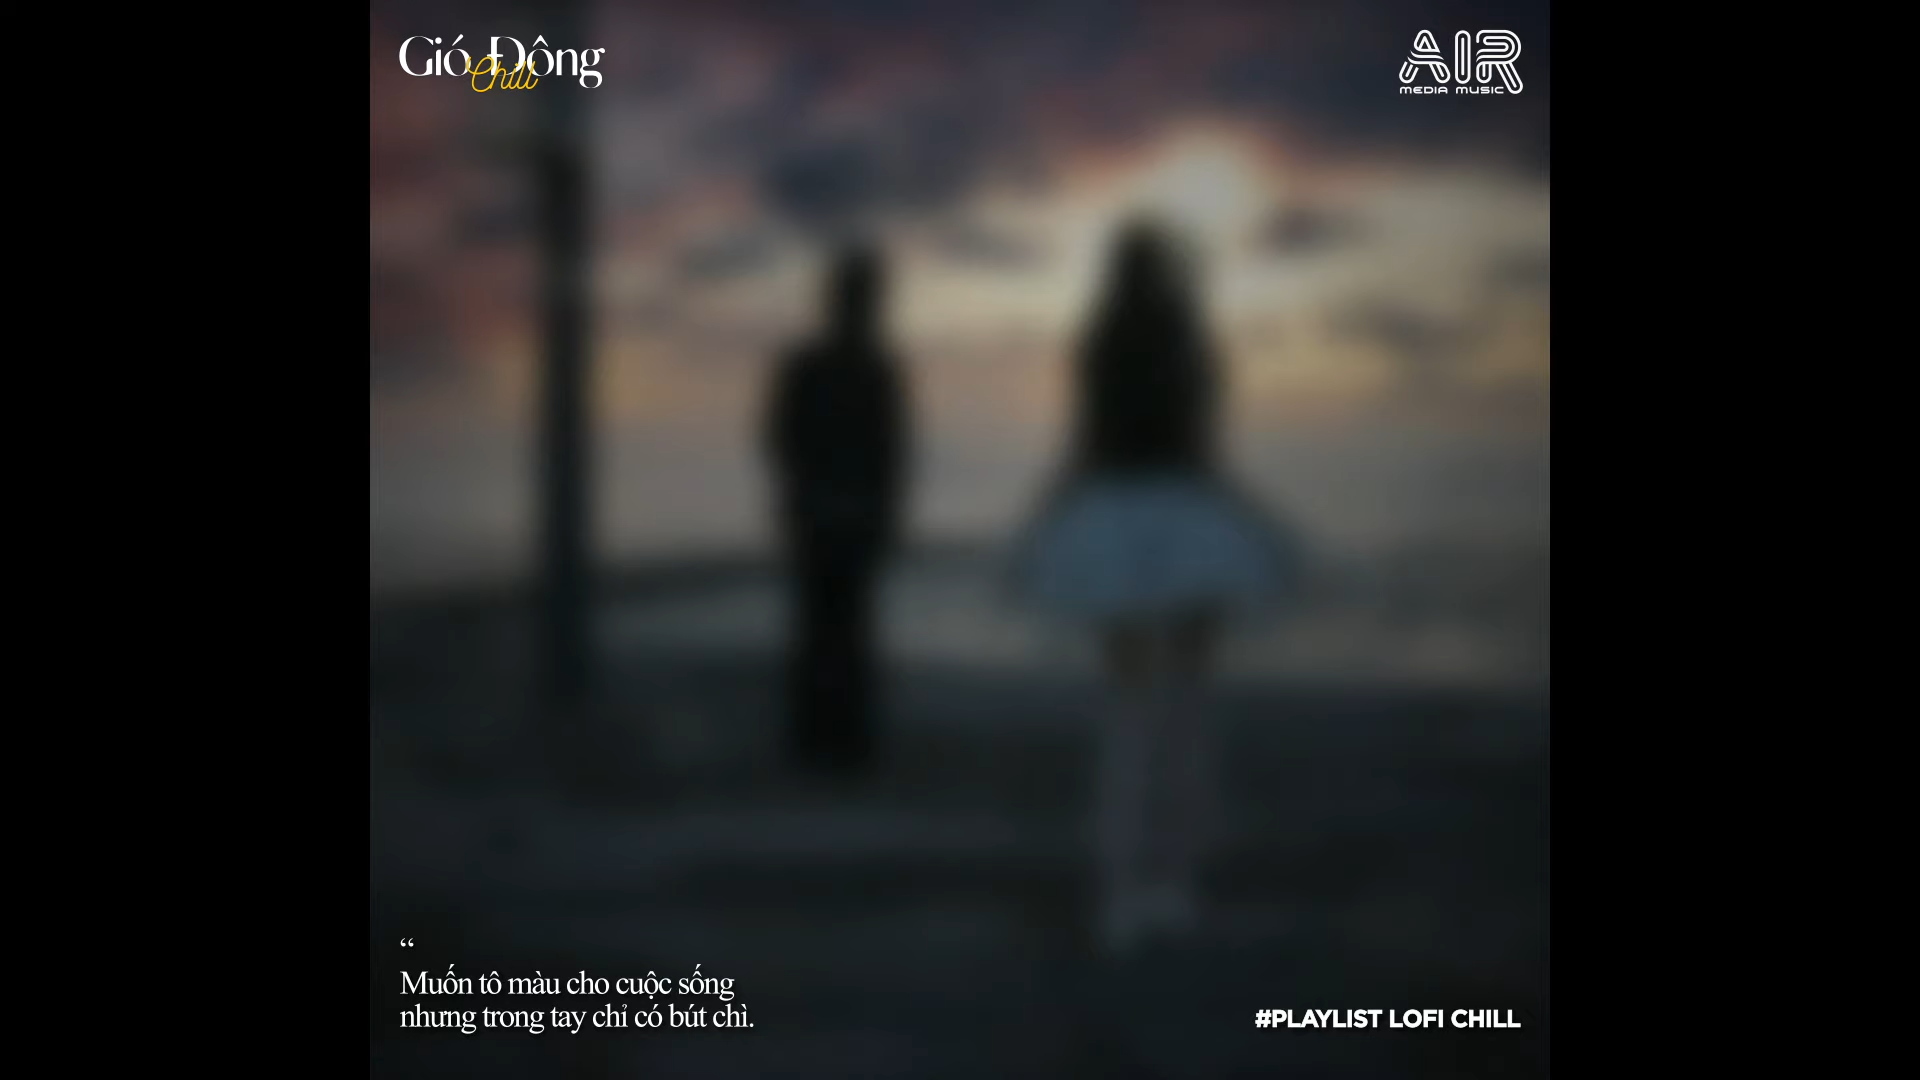 Gió Đông
Chill
AIR
MEDIA MUSIC
“
Muốn tô màu cho cuộc sống
nhưng trong tay chỉ có bút chì.
#PLAYLIST LOFI CHILL